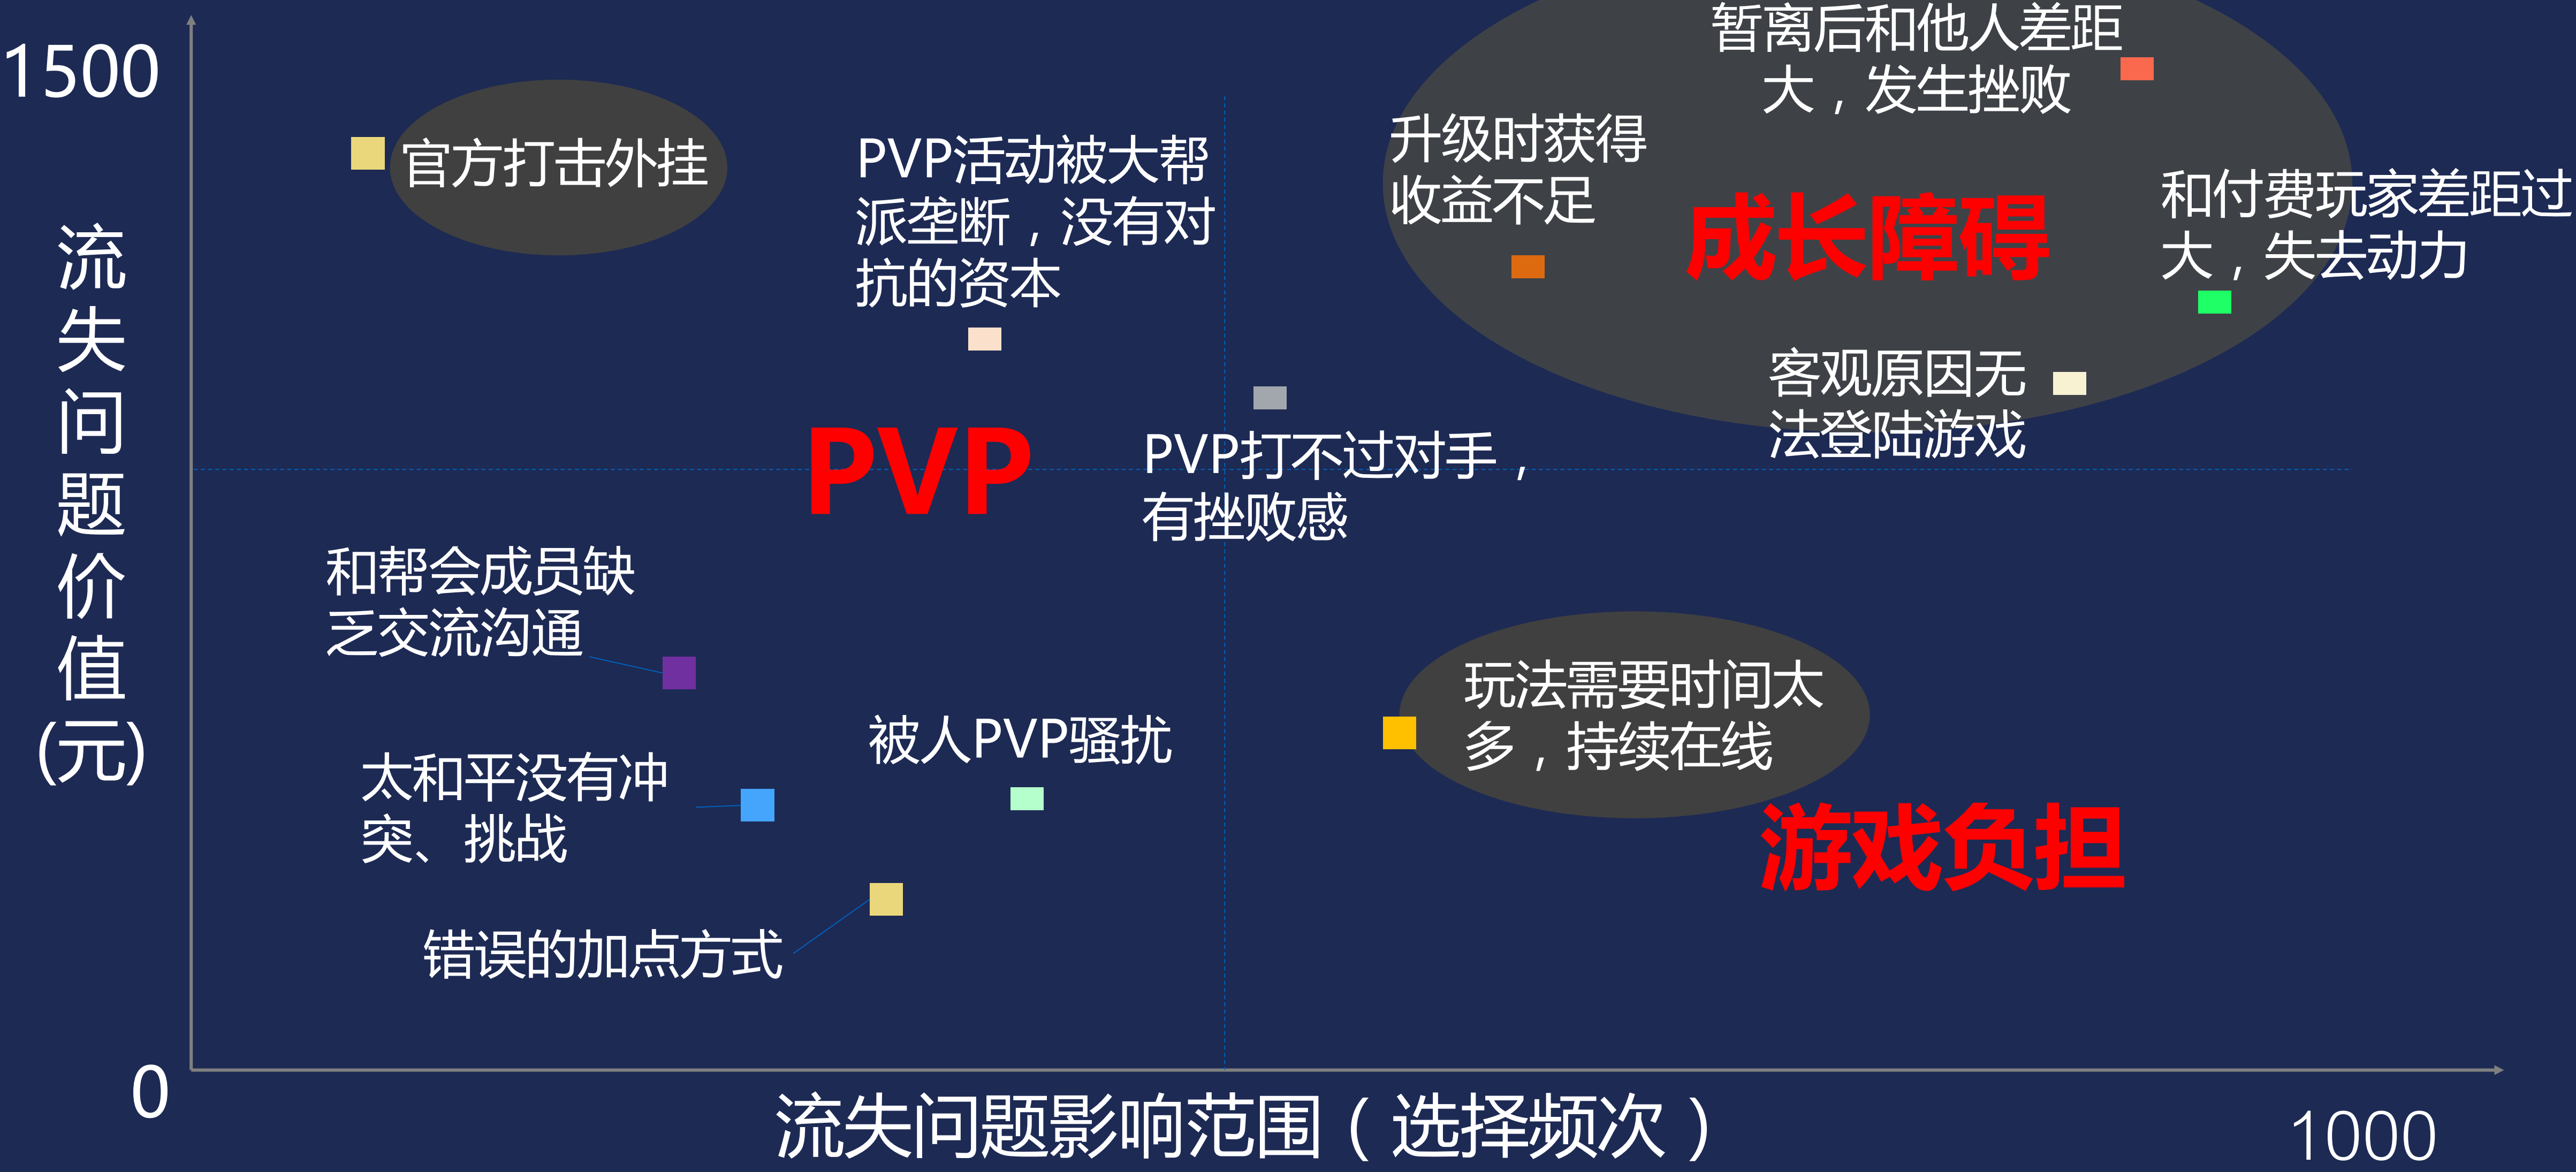 1500
流
失
问
题
价
值
(元)
0
官方打击外挂
PVP活动被大帮
派垄断，没有对
抗的资本
暂离后和他人差距
大，发生挫败
升级时获得
收益不足
成长障碍
和付费玩家差距过
大，失去动力
客观原因无
法登陆游戏
PVP
PVP打不过对手，
有挫败感
和帮会成员缺
乏交流沟通
被人PVP骚扰
太和平没有冲
突、挑战
错误的加点方式
玩法需要时间太
多，持续在线
游戏负担
流失问题影响范围（选择频次）
1000